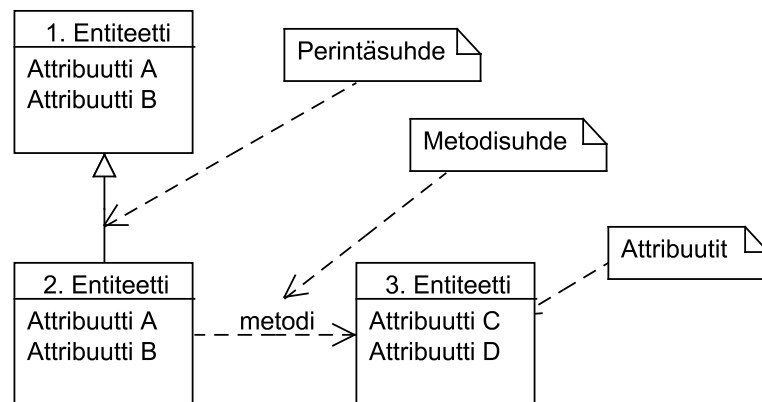 1. Entiteetti
Attribuutti A
Attribuutti B
Perintäsuhde
Metodisuhde
Attribuutit
2. Entiteetti
Attribuutti A
Attribuutti B
metodi
3. Entiteetti
Attribuutti C
Attribuutti D